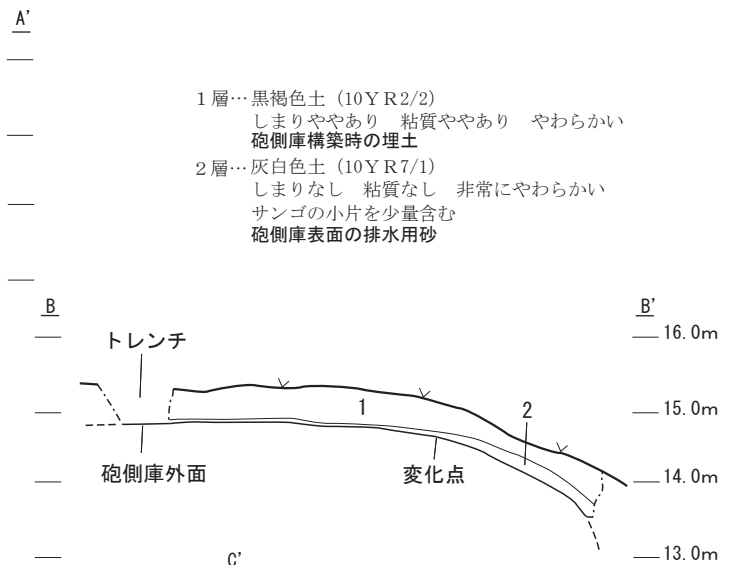 A'
1層…黒褐色土（10YR2/2）
しまりややあり　粘質ややあり　やわらかい
砲側庫構築時の埋土
2層…灰白色土（10YR7/1）
しまりなし　粘質なし　非常にやわらかい
サンゴの小片を少量含む
砲側庫表面の排水用砂
B
B'
16.0m
トレンチ
1
2
15.0m
砲側庫外面
変化点
14.0m
13.0m
C'